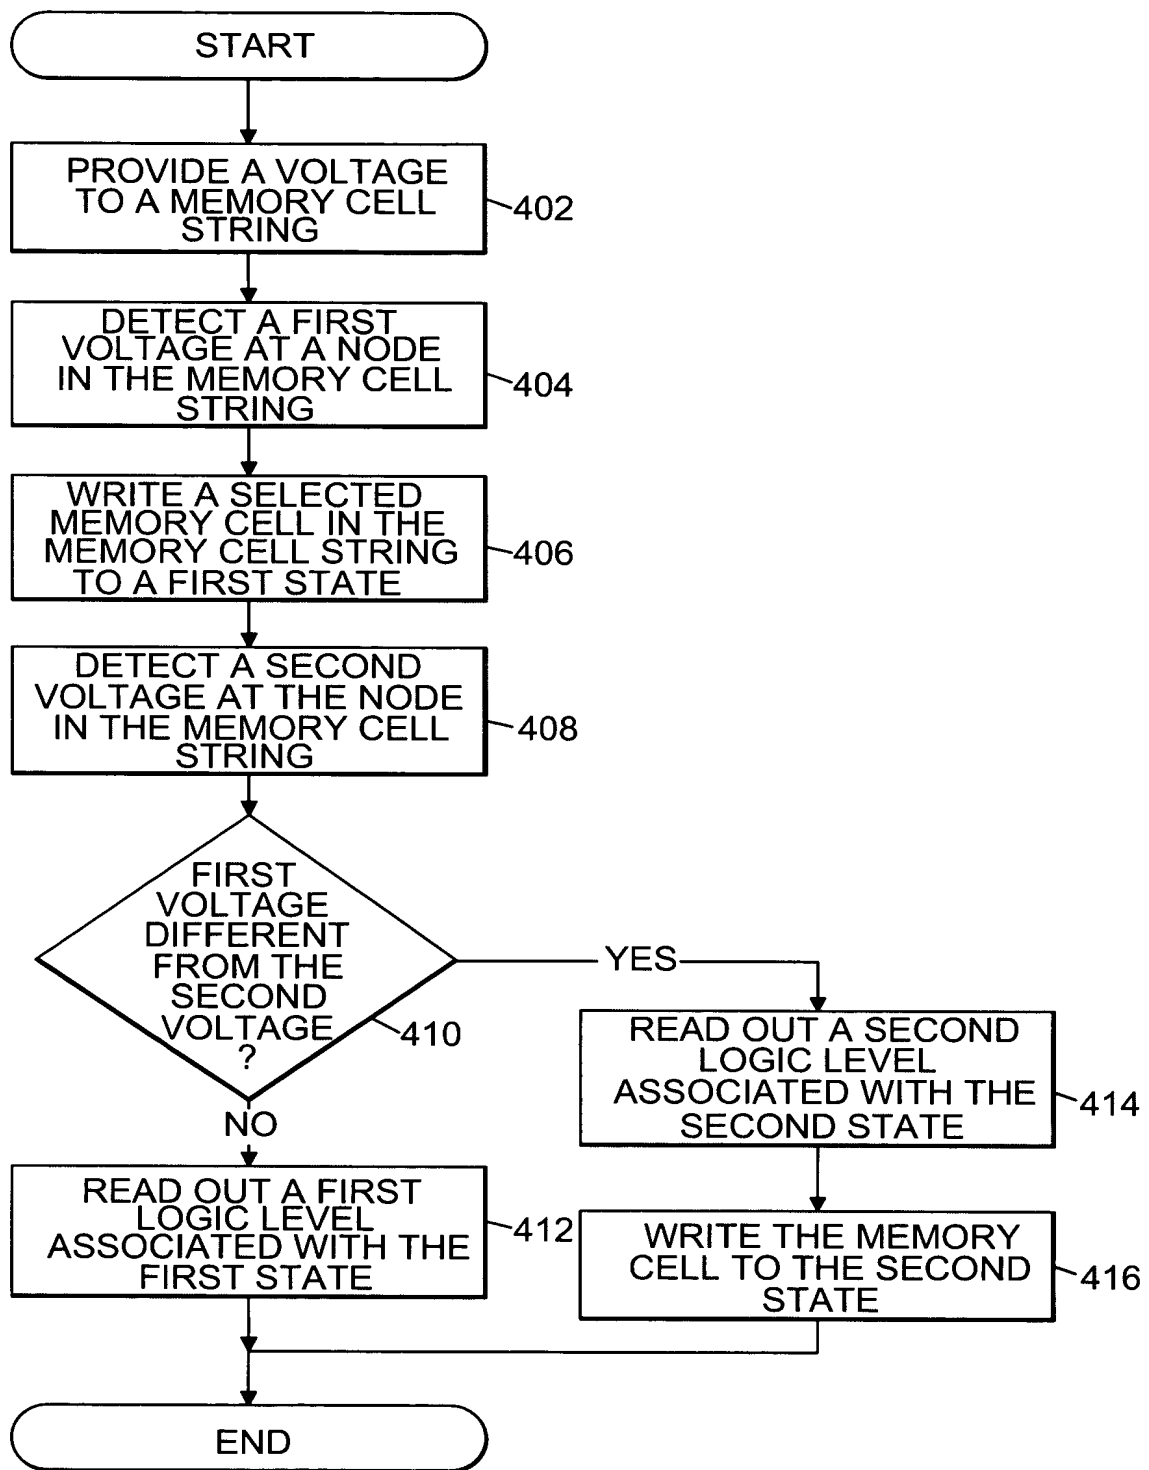 START
PROVIDE A VOLTAGE
TO A MEMORY CELL
STRING
402
DETECT A FIRST
VOLTAGE AT A NODE
IN THE MEMORY CELL
STRING
404
WRITE A SELECTED
MEMORY CELL IN THE
MEMORY CELL STRING
TO A FIRST STATE
406
DETECT A SECOND
VOLTAGE AT THE NODE
IN THE MEMORY CELL
STRING
408
FIRST
VOLTAGE
DIFFERENT
FROM THE
SECOND
VOLTAGE
?
410
YES
NO
READ OUT A SECOND
LOGIC LEVEL
ASSOCIATED WITH THE
SECOND STATE
414
READ OUT A FIRST
LOGIC LEVEL
ASSOCIATED WITH THE
FIRST STATE
412
WRITE THE MEMORY
CELL TO THE SECOND
STATE
416
END